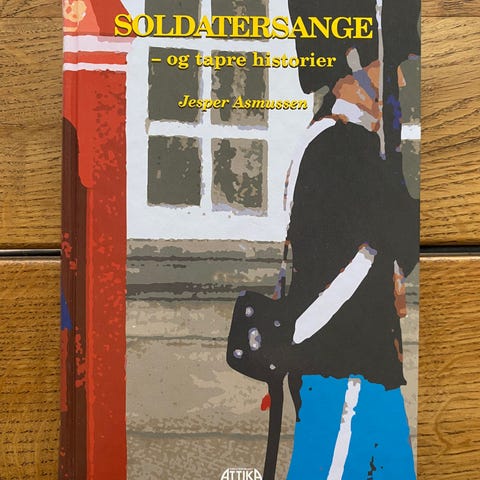 SOLDATERSANGE
– og tapre historier
Jesper Asmussen
ATTIKA